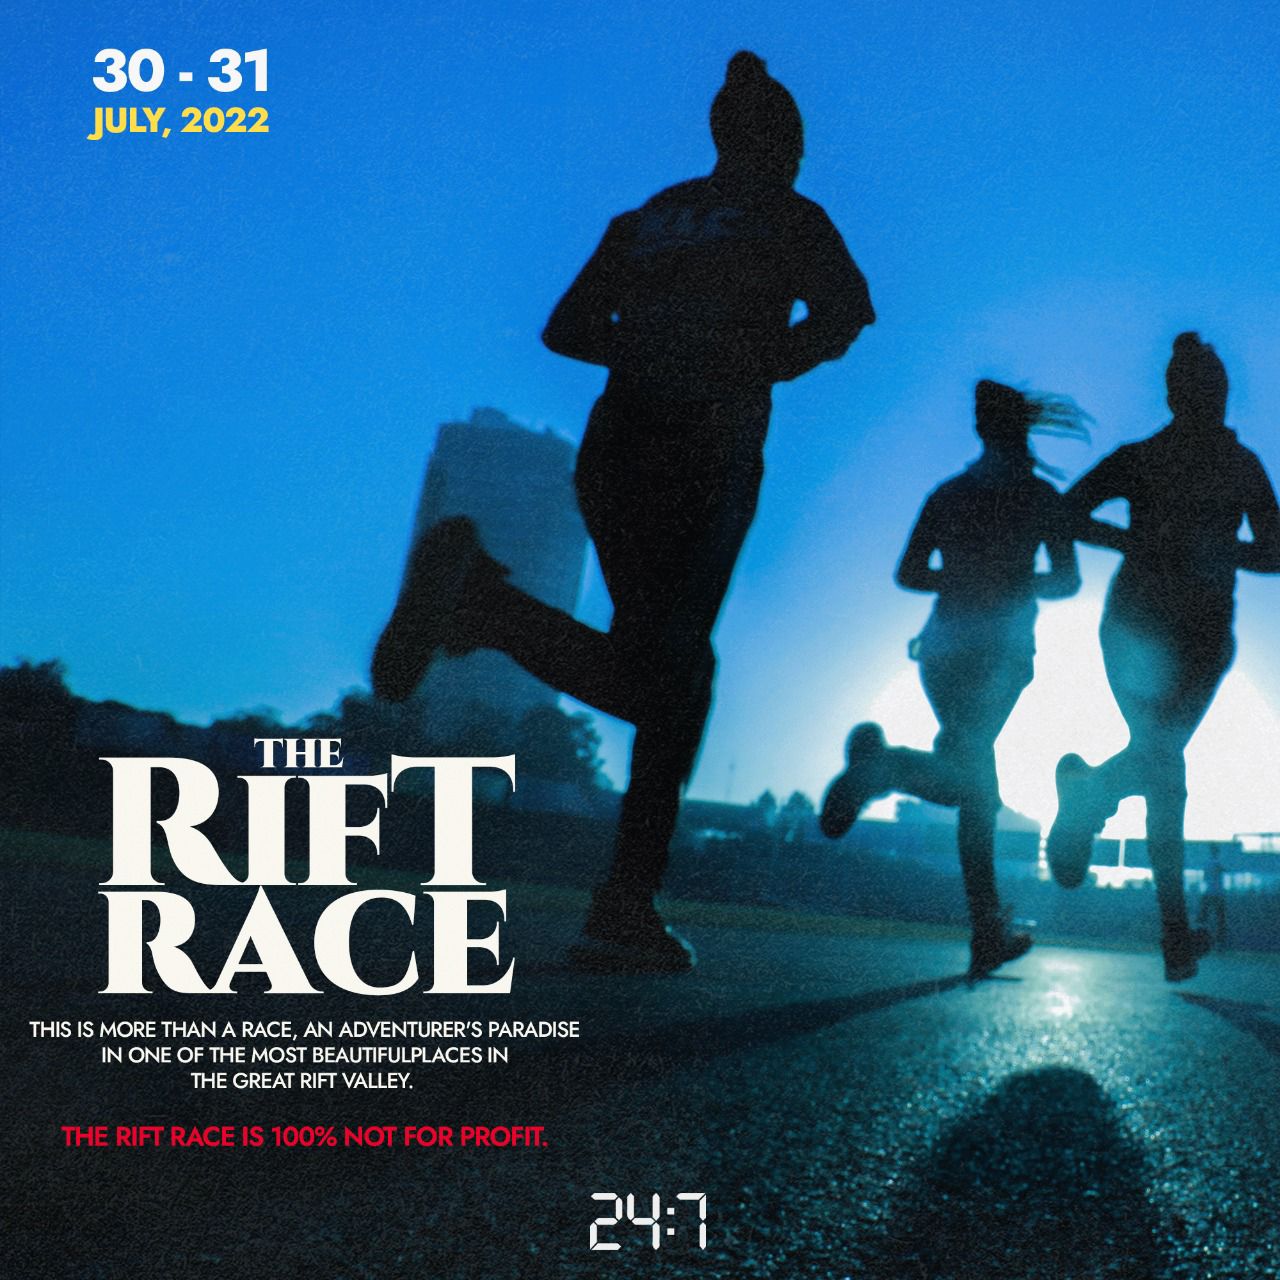 30 - 31
JULY, 2022
THE
RIFT
RACE
THIS IS MORE THAN A RACE, AN ADVENTURER'S PARADISE
IN ONE OF THE MOST BEAUTIFULPLACES IN
THE GREAT RIFT VALLEY.
THE RIFT RACE IS 100% NOT FOR PROFIT.
24:7